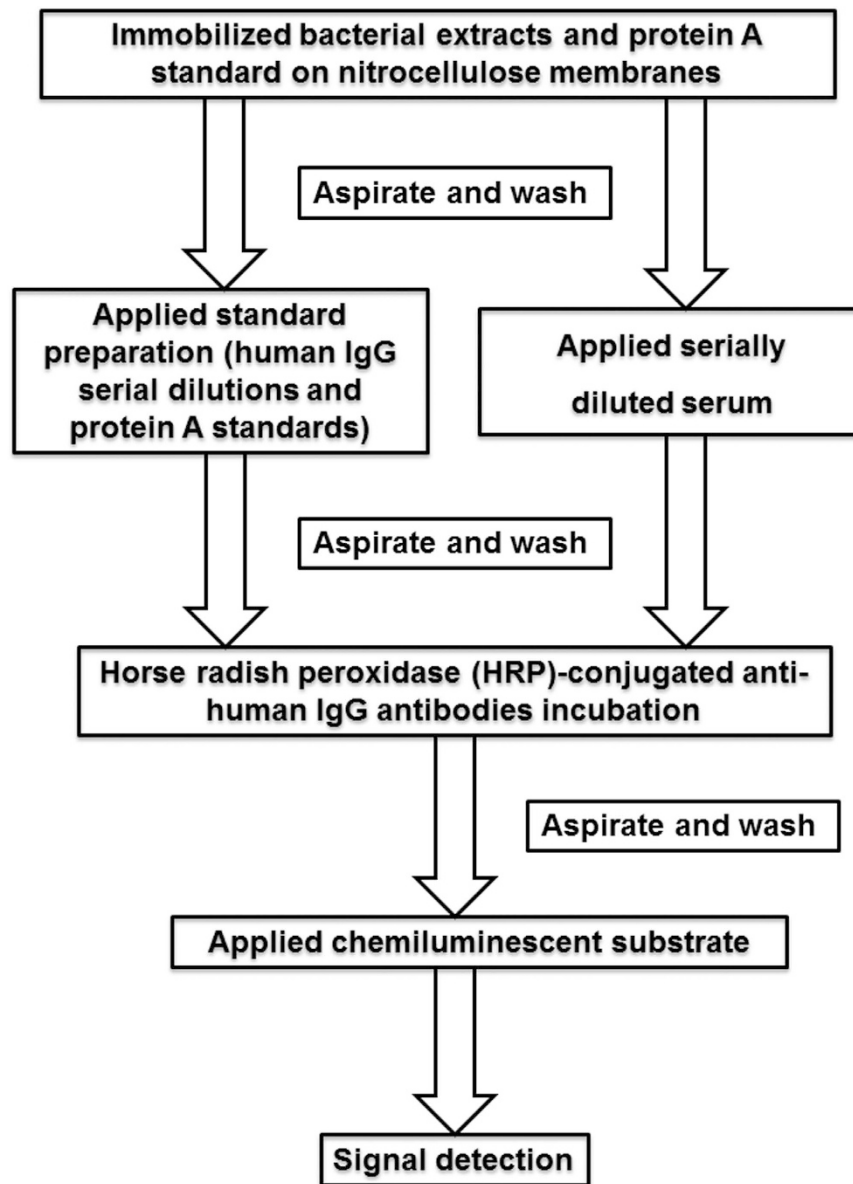 Immobilized bacterial extracts and protein A
standard on nitrocellulose membranes
Aspirate and wash
Applied standard
preparation (human IgG
serial dilutions and
protein A standards)
Applied serially
diluted serum
Aspirate and wash
Horse radish peroxidase (HRP)-conjugated anti-
human IgG antibodies incubation
Aspirate and wash
Applied chemiluminescent substrate
Signal detection